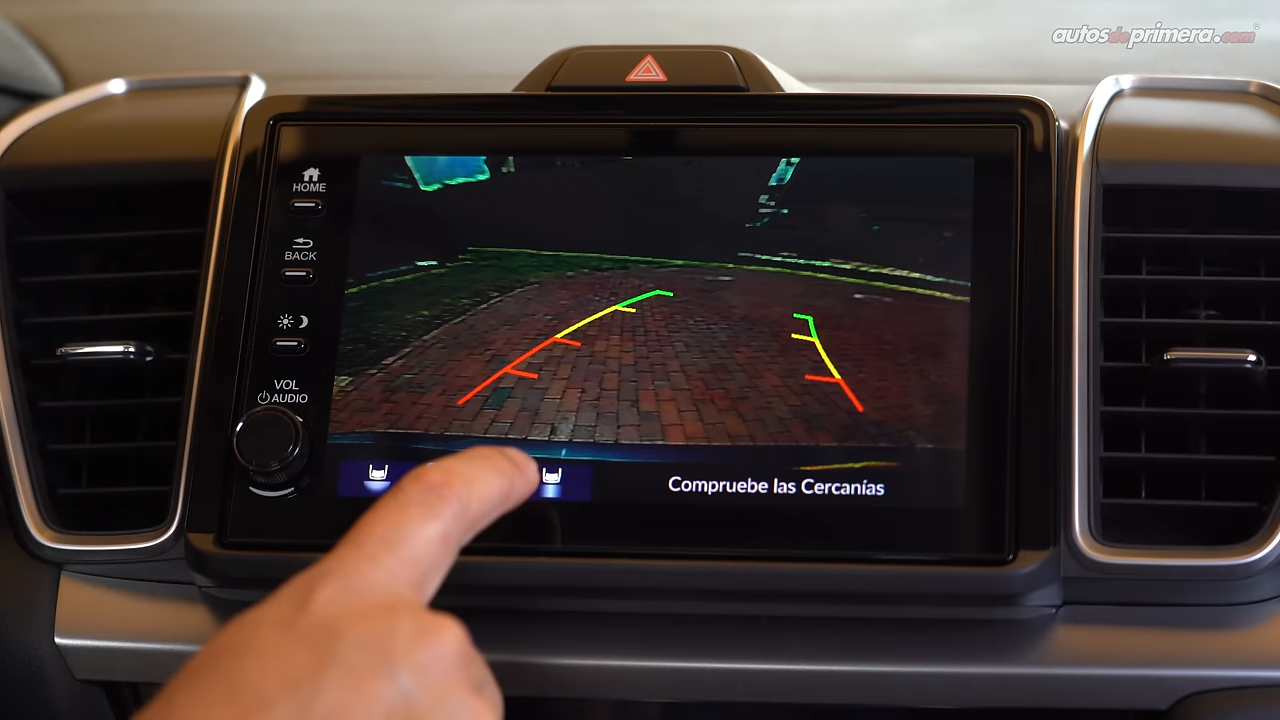 autosdeprimera.com
HOME
BACK
VOL
AUDIO
Compruebe las Cercanías